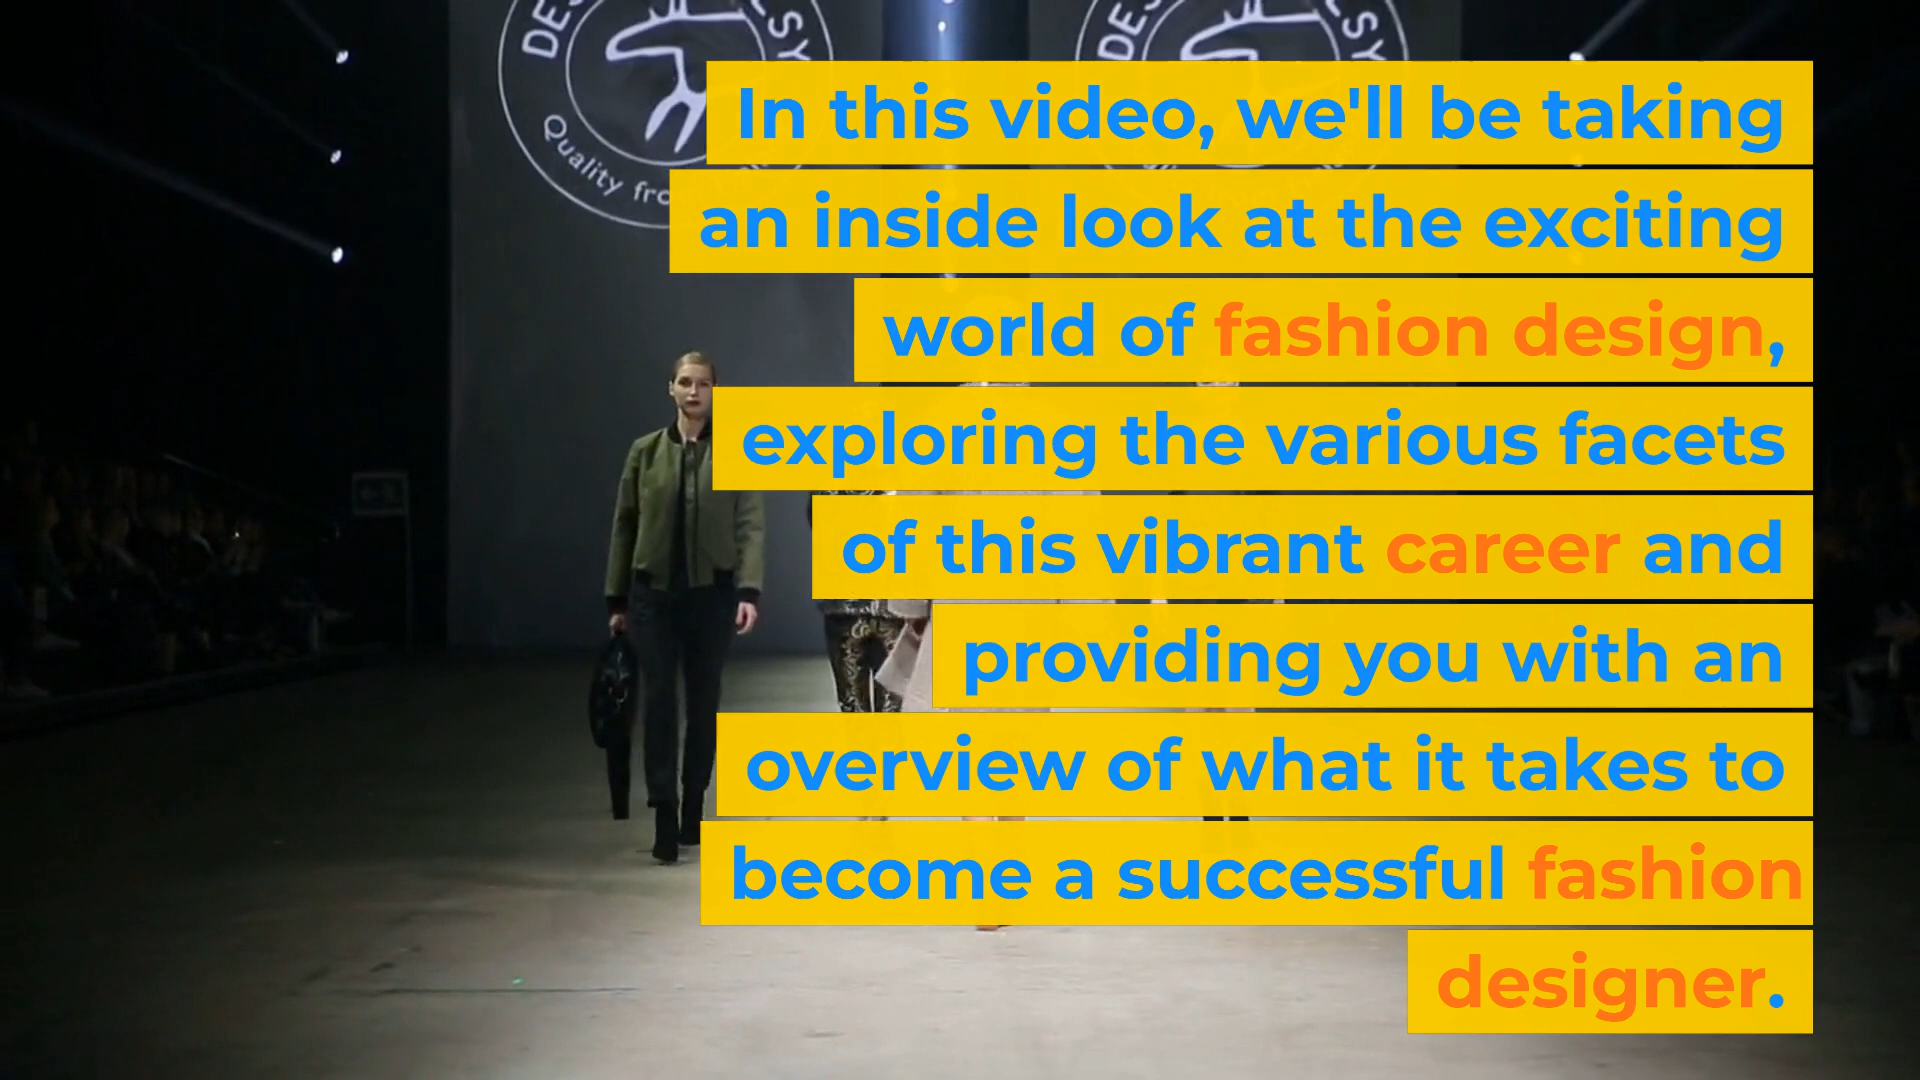 In this video, we'll be taking
an inside look at the exciting
world of fashion design,
exploring the various facets
of this vibrant career and
providing you with an
overview of what it takes to
become a successful fashion
designer.
Quality